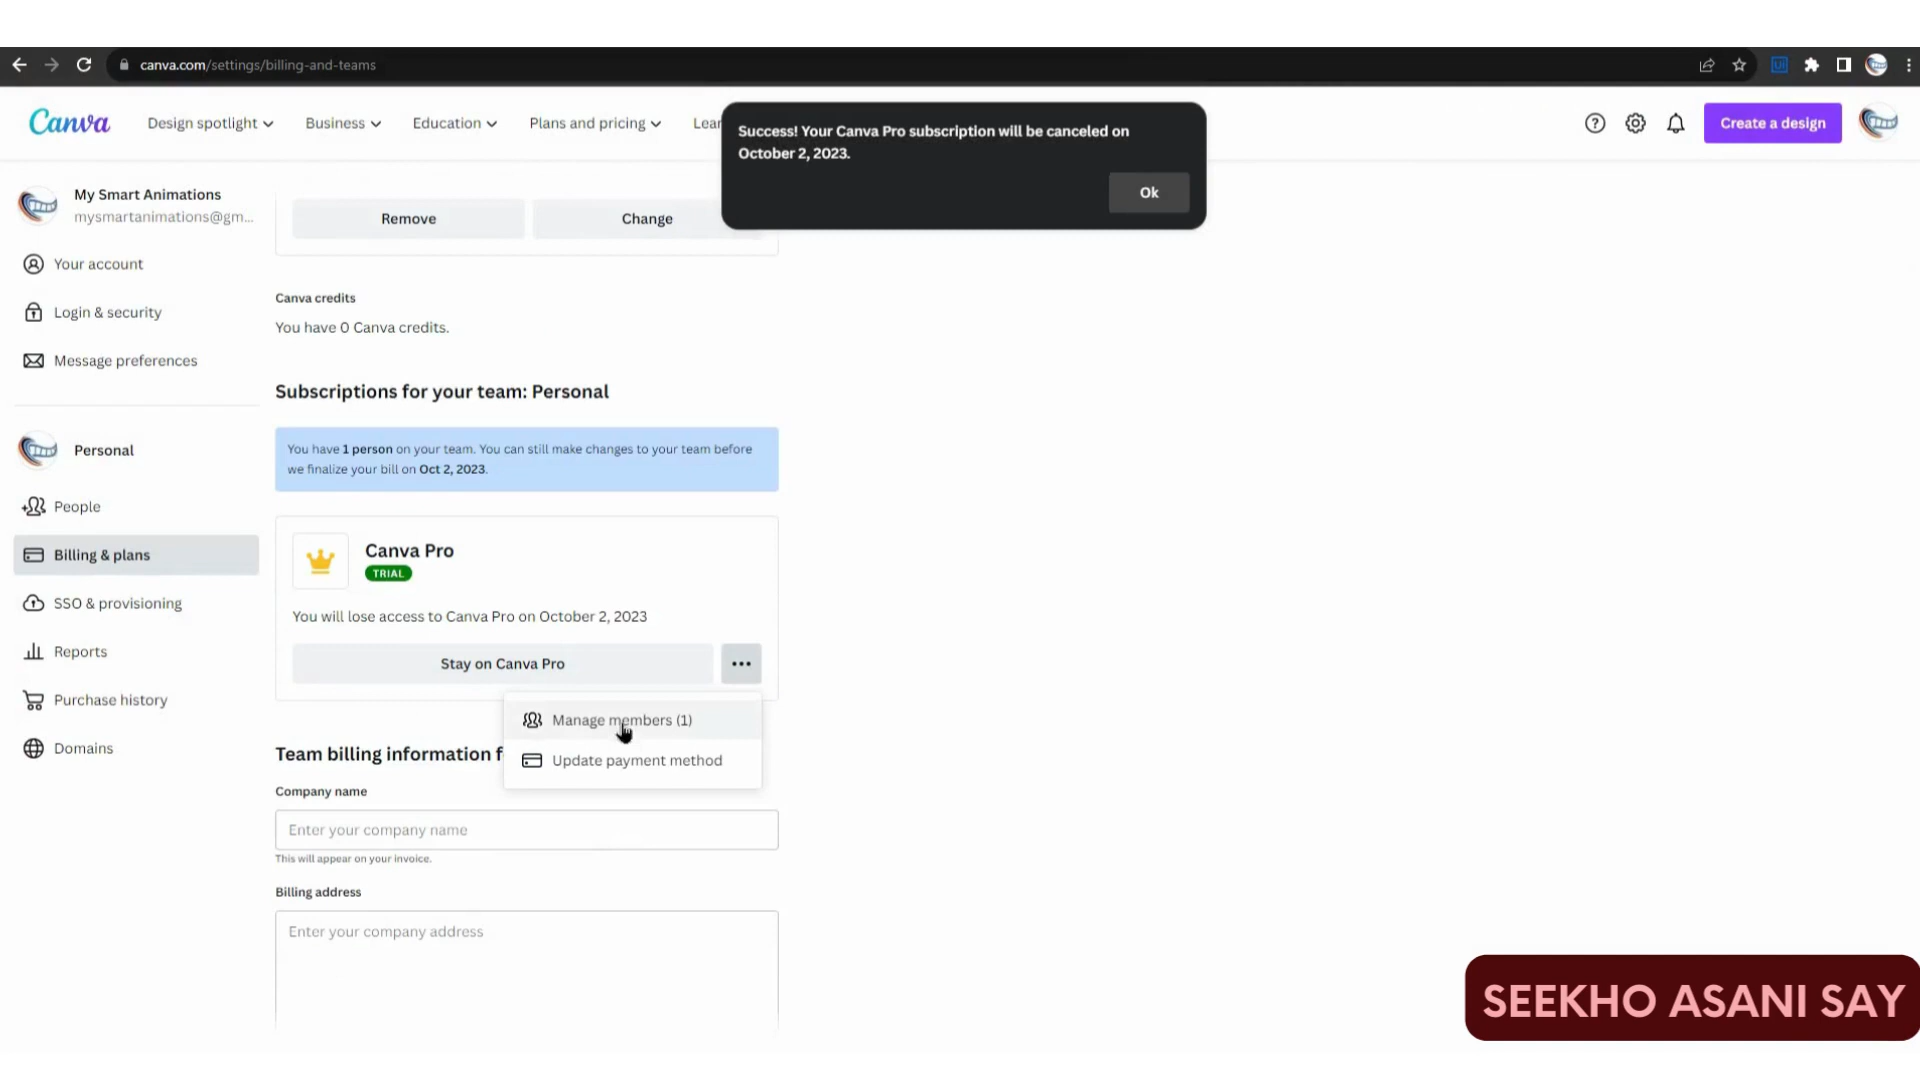 canva.com/settings/billing-and-teams
Canva
Design spotlight
Business
Education
Plans and pricing
Lear
Success! Your Canva Pro subscription will be canceled on
October 2, 2023.
Ok
Create a design
My Smart Animations
mysmartanimations@gm...
Your account
Login & security
Message preferences
Personal
People
Billing & plans
SSO & provisioning
Reports
Purchase history
Domains
Remove
Change
Canva credits
You have 0 Canva credits.
Subscriptions for your team: Personal
You have 1 person on your team. You can still make changes to your team before
we finalize your bill on Oct 2, 2023.
Canva Pro
TRIAL
You will lose access to Canva Pro on October 2, 2023
Stay on Canva Pro
Manage members (1)
Update payment method
Team billing information f
Company name
Enter your company name
This will appear on your invoice.
Billing address
Enter your company address
SEEKHO ASANI SAY